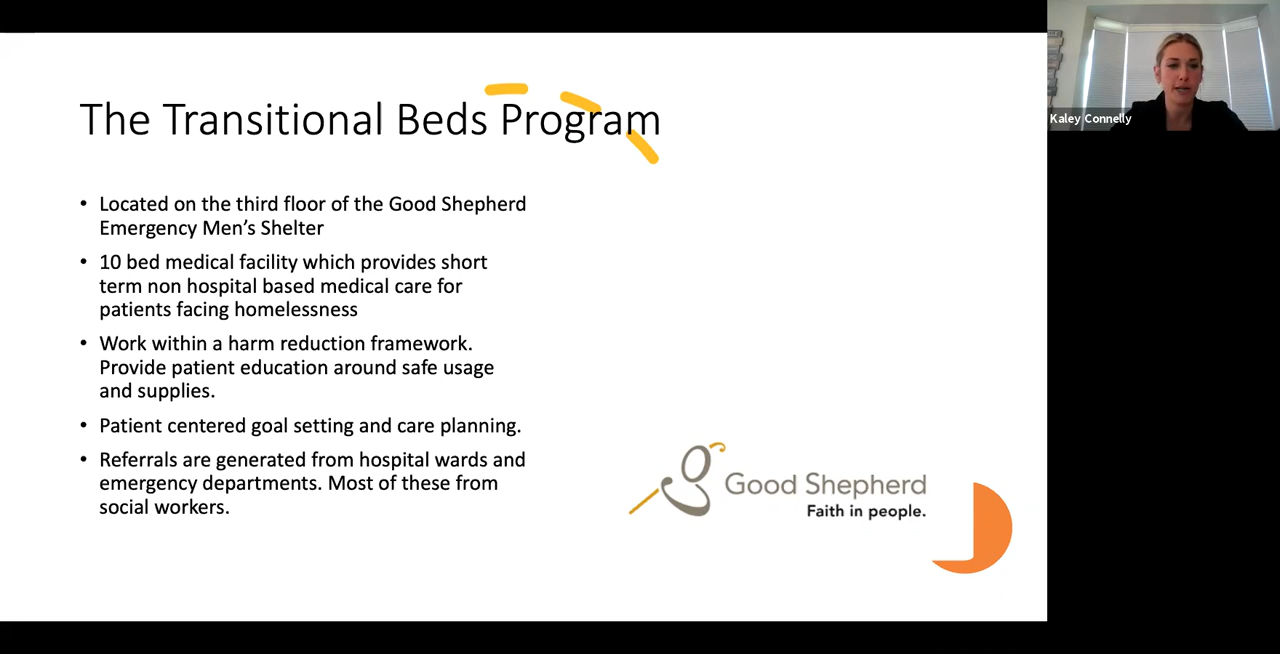 The Transitional Beds Program
• Located on the third floor of the Good Shepherd
Emergency Men’s Shelter
• 10 bed medical facility which provides short
term non hospital based medical care for
patients facing homelessness
• Work within a harm reduction framework.
Provide patient education around safe usage
and supplies.
• Patient centered goal setting and care planning.
• Referrals are generated from hospital wards and
emergency departments. Most of these from
social workers.
Good Shepherd
Faith in people.
Kaley Connelly